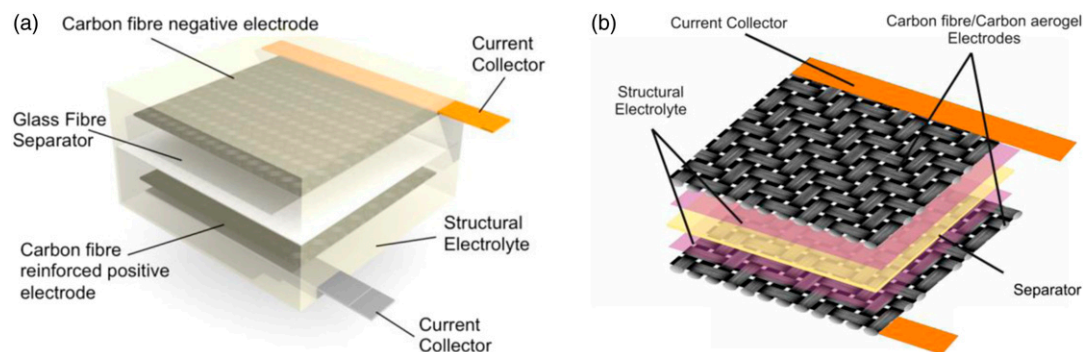 (a)
Carbon fibre negative electrode
Current
Collector
Glass Fibre
Separator
Carbon fibre
reinforced positive
electrode
Structural
Electrolyte
Current
Collector
(b)
Current Collector
Carbon fibre/Carbon aerogel
Electrodes
Structural
Electrolyte
Separator